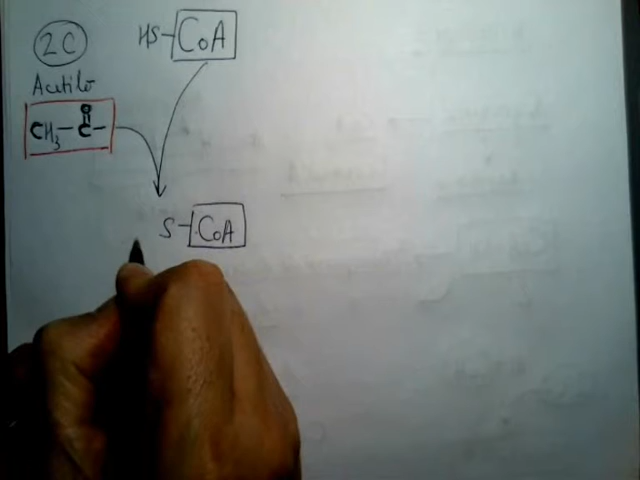 2C
HS-CoA
Acetilo
O
CH3-C-
S-CoA